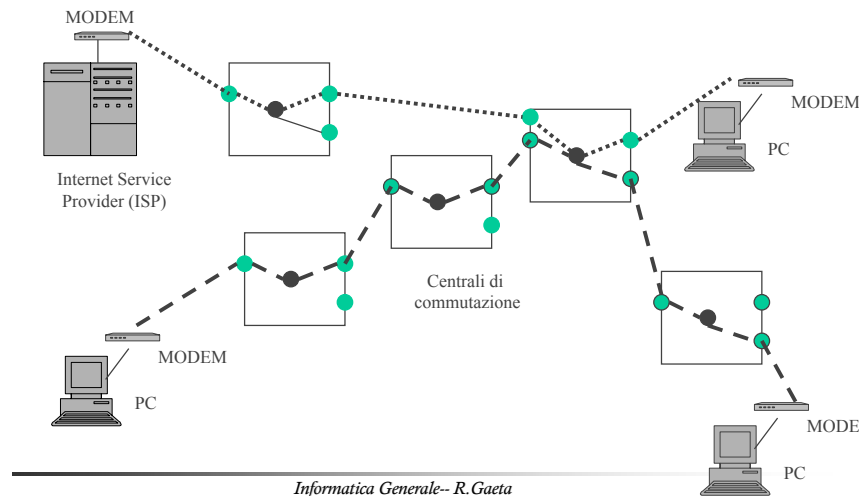 MODEM
Internet Service
Provider (ISP)
MODEM
PC
Centrali di
commutazione
MODEM
PC
MODE
PC
Informatica Generale-- R.Gaeta